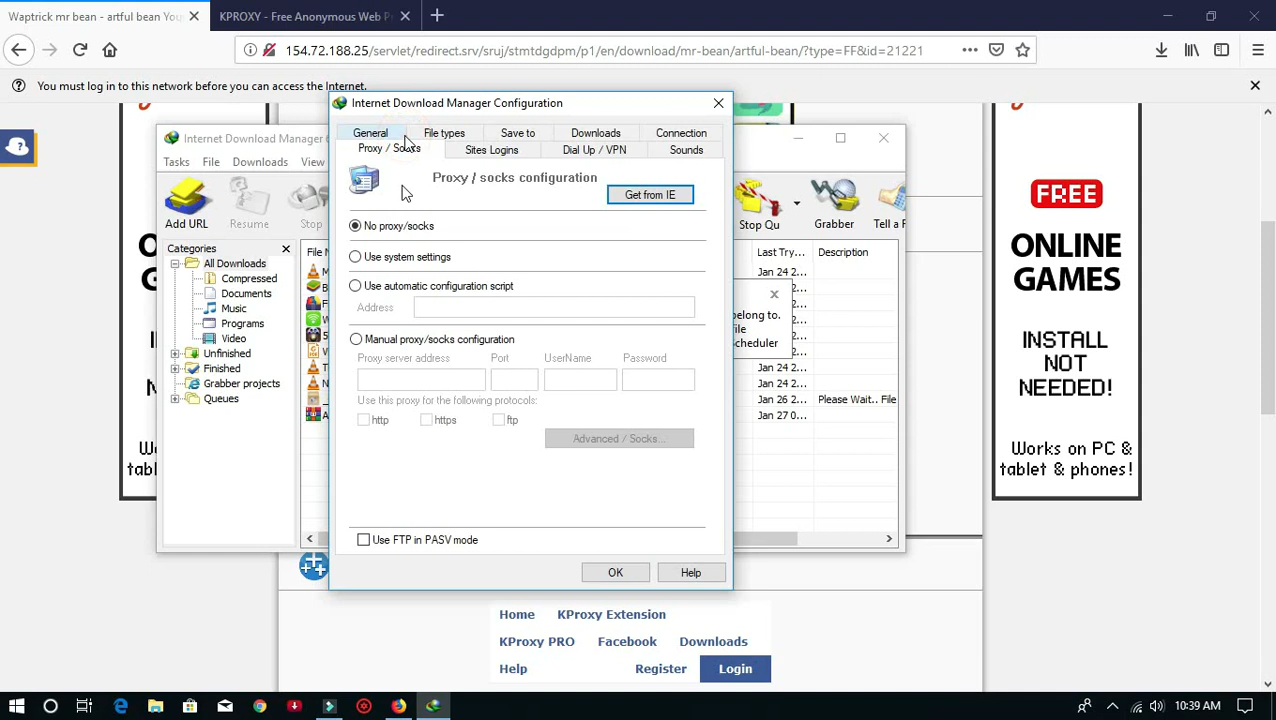 Waptrick mr bean - artful bean You
KPROXY - Free Anonymous Web P
154.72.188.25/servlet/redirect.srv/sruj/stmtdgdpm/p1/en/download/mr-bean/artful-bean/?type=FF&id=21221
You must log in to this network before you can access the Internet.
Internet Download Manager
Tasks File Downloads View
Add URL Resume Stop
Stop Qu Grabber Tell a F
Categories
All Downloads
Compressed
Documents
Music
Programs
Video
Unfinished
Finished
Grabber projects
Queues
File N
Last Try... Description
Jan 24 2...
Jan 24 2...
Jan 24 2...
Jan 26 2... Please Wait.. File
Jan 27 0...
belong to.
file
cheduler
Internet Download Manager Configuration
General File types Save to Downloads Connection
Proxy / Socks Sites Logins Dial Up / VPN Sounds
Proxy / socks configuration
Get from IE
No proxy/socks
Use system settings
Use automatic configuration script
Address
Manual proxy/socks configuration
Proxy server address Port UserName Password
Use this proxy for the following protocols:
http https ftp
Advanced / Socks...
Use FTP in PASV mode
OK Help
FREE
ONLINE
GAMES
INSTALL
NOT
NEEDED!
Works on PC &
tablet & phones!
Home KProxy Extension
KProxy PRO Facebook Downloads
Help Register Login
10:39 AM